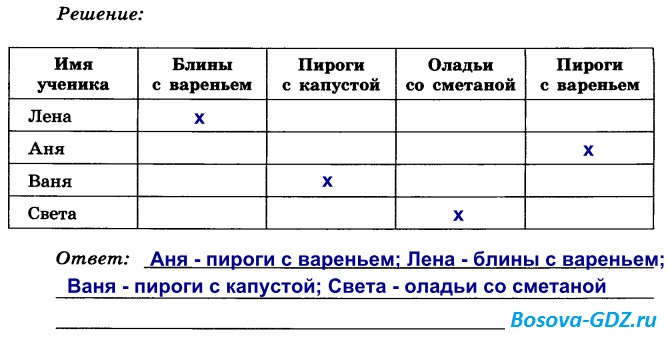 Решение:
Имя ученика | Блины с вареньем | Пироги с капустой | Оладьи со сметаной | Пироги с вареньем
Лена | x | | |
Аня | | | | x
Ваня | | x | |
Света | | | x |
Ответ: Аня - пироги с вареньем; Лена - блины с вареньем;
Ваня - пироги с капустой; Света - оладьи со сметаной
Bosova-GDZ.ru